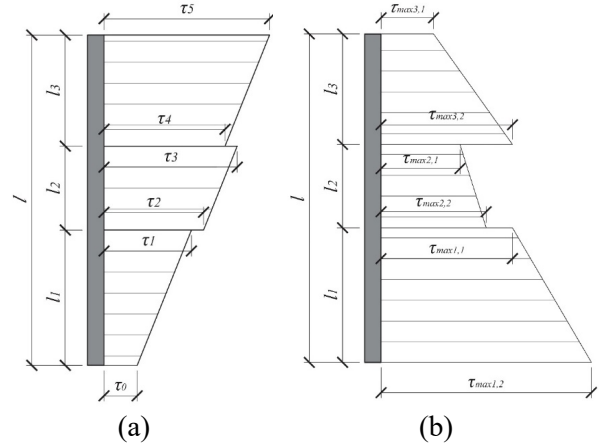 τ5
τmax3,1
l3
τ4
τ3
l
l2
τ2
τ1
l1
τ0
l3
τmax3,2
τmax2,1
l
l2
τmax2,2
τmax1,1
l1
τmax1,2
(a)
(b)